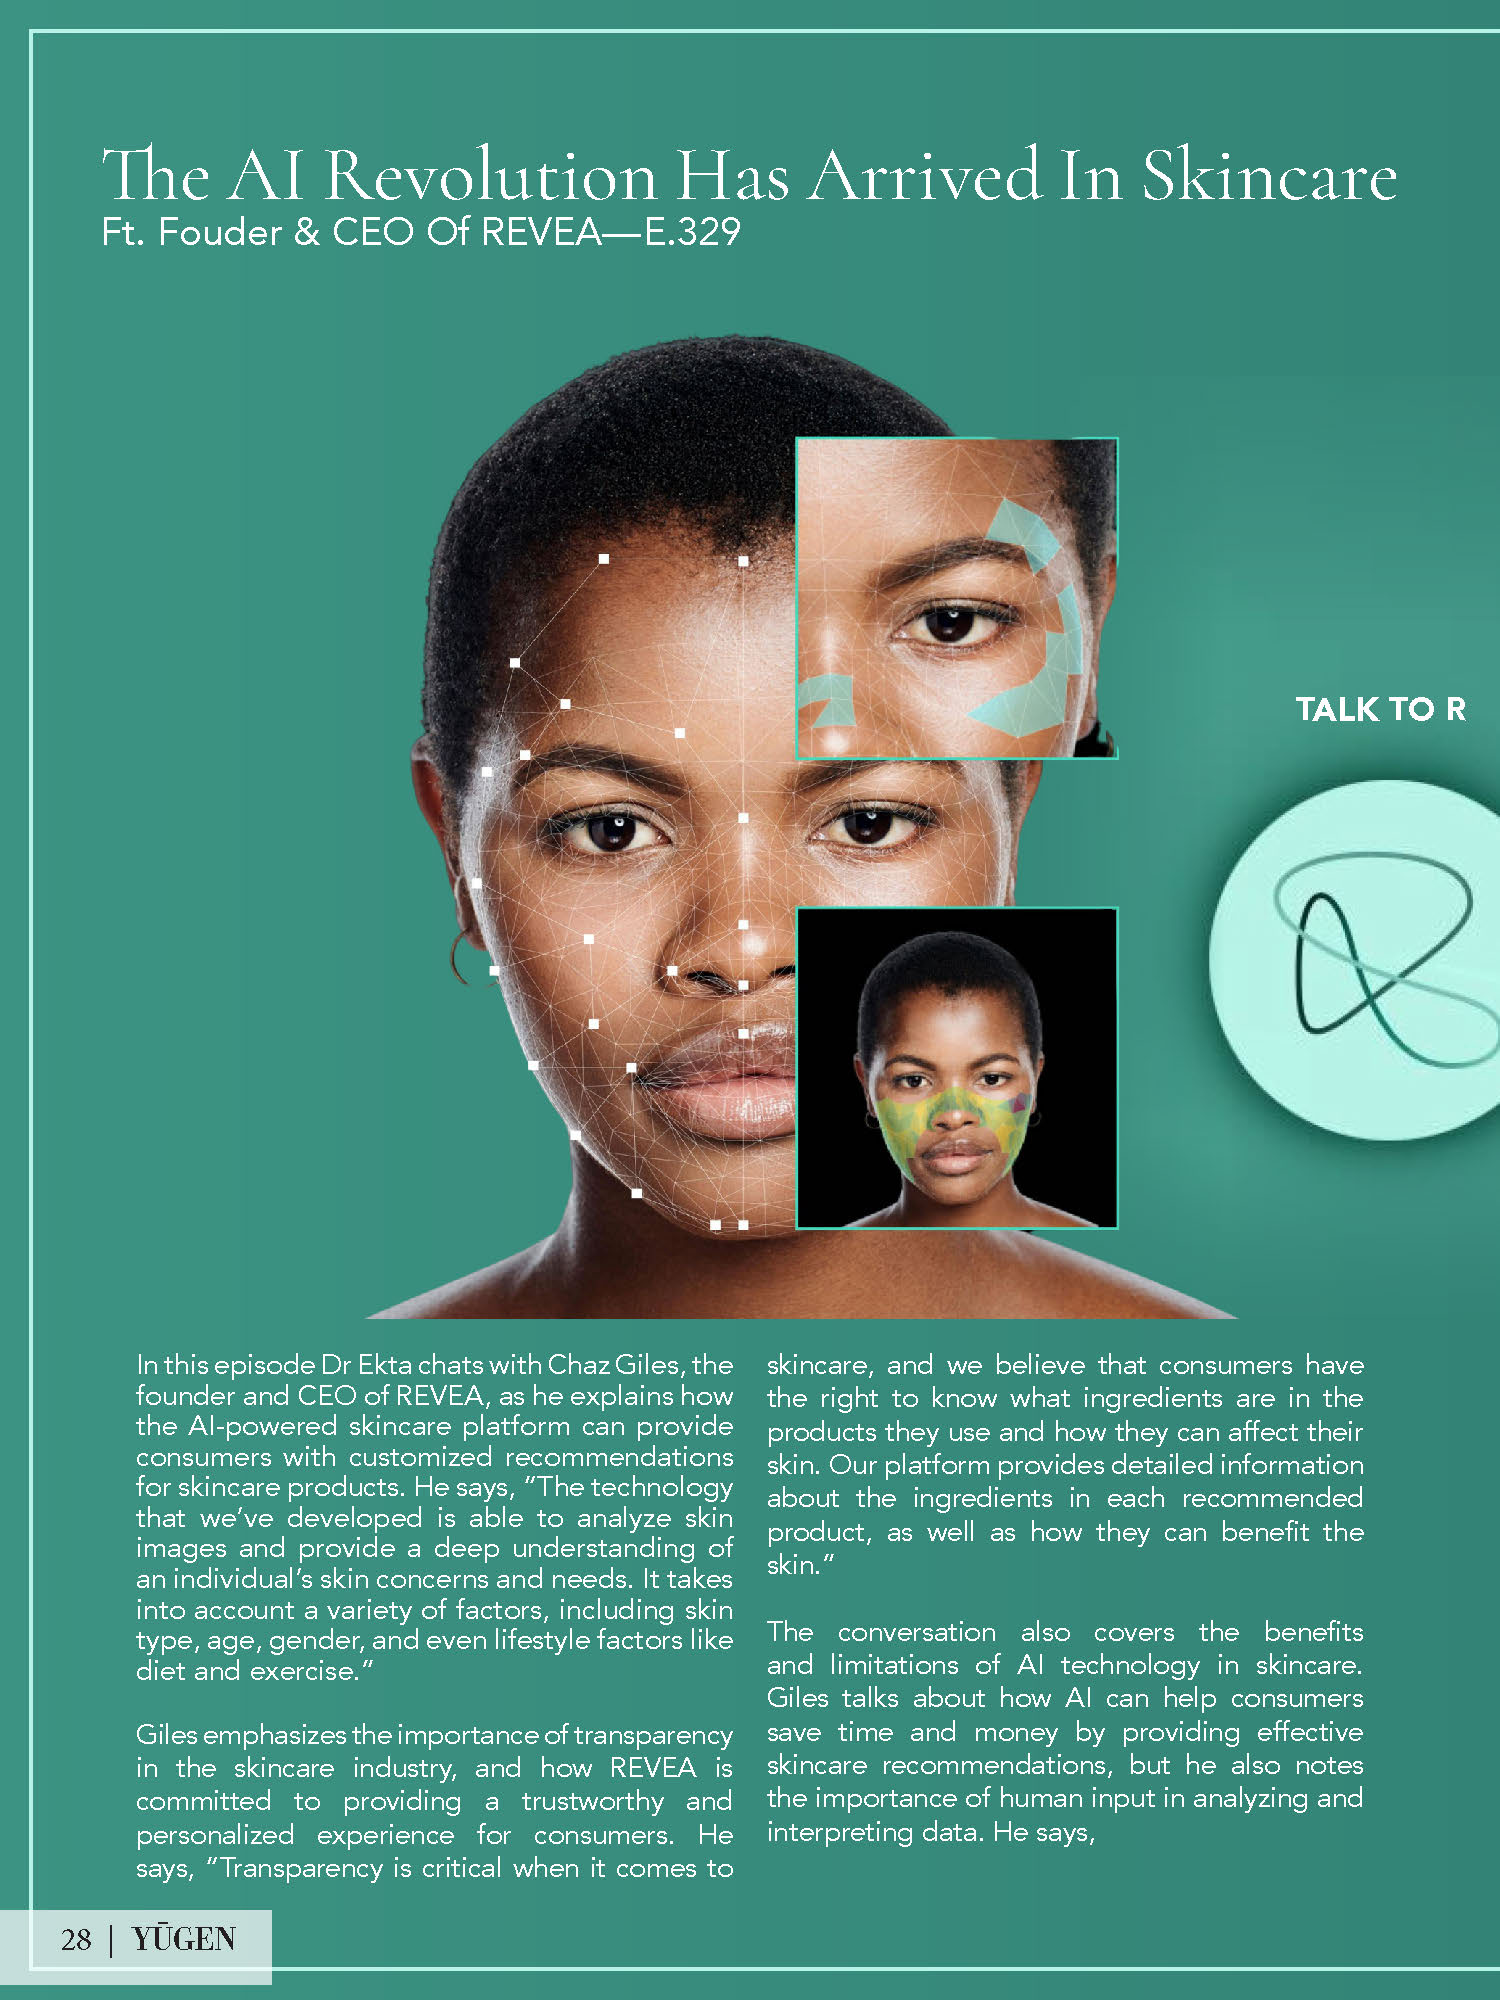 The AI Revolution Has Arrived In Skincare
Ft. Fouder & CEO Of REVEA—E.329
TALK TO R
In this episode Dr Ekta chats with Chaz Giles, the
founder and CEO of REVEA, as he explains how
the AI-powered skincare platform can provide
consumers with customized recommendations
for skincare products. He says, “The technology
that we’ve developed is able to analyze skin
images and provide a deep understanding of
an individual’s skin concerns and needs. It takes
into account a variety of factors, including skin
type, age, gender, and even lifestyle factors like
diet and exercise.”
Giles emphasizes the importance of transparency
in the skincare industry, and how REVEA is
committed to providing a trustworthy and
personalized experience for consumers. He
says, “Transparency is critical when it comes to
skincare, and we believe that consumers have
the right to know what ingredients are in the
products they use and how they can affect their
skin. Our platform provides detailed information
about the ingredients in each recommended
product, as well as how they can benefit the
skin.”
The conversation also covers the benefits
and limitations of AI technology in skincare.
Giles talks about how AI can help consumers
save time and money by providing effective
skincare recommendations, but he also notes
the importance of human input in analyzing and
interpreting data. He says,
28 | YŪGEN